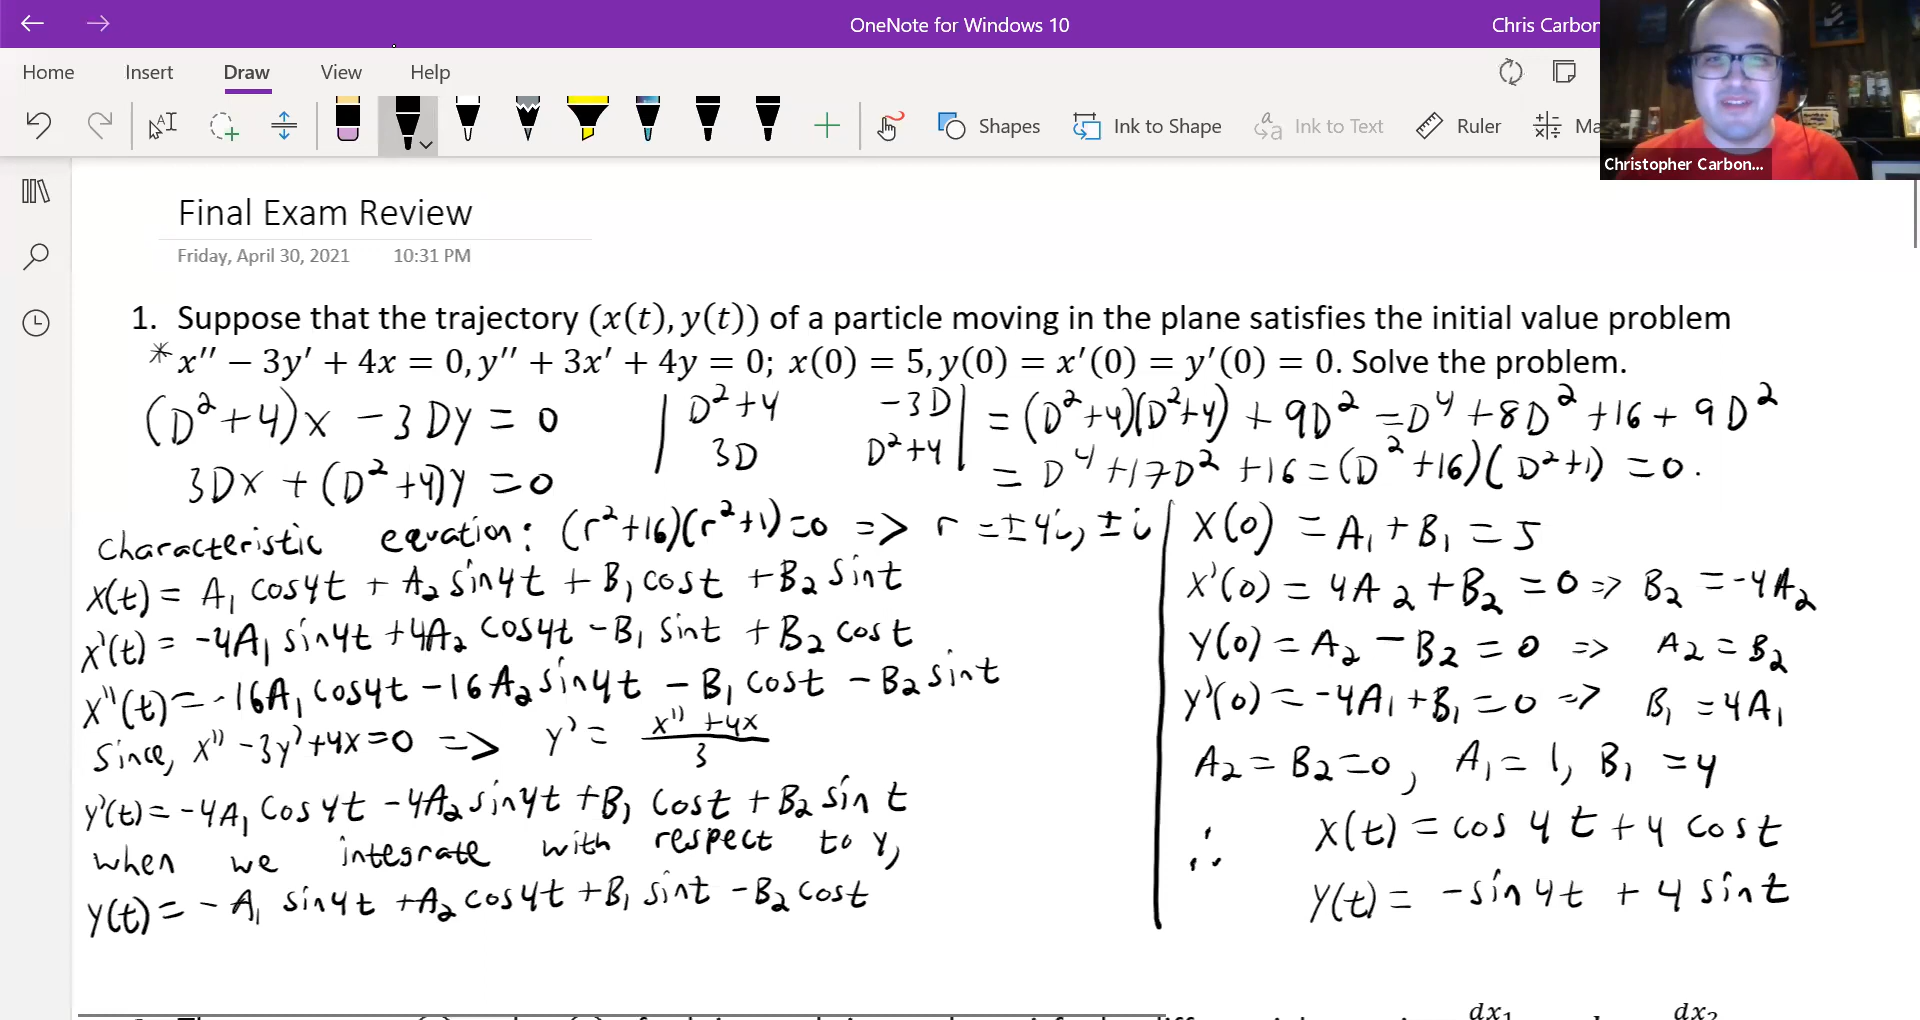 OneNote for Windows 10
Chris Carbon
Home Insert Draw View Help
Shapes Ink to Shape Ink to Text Ruler Ma
Christopher Carbon...
Final Exam Review
Friday, April 30, 2021 10:31 PM
1. Suppose that the trajectory (x(t), y(t)) of a particle moving in the plane satisfies the initial value problem
* x'' − 3y' + 4x = 0, y'' + 3x' + 4y = 0; x(0) = 5, y(0) = x'(0) = y'(0) = 0. Solve the problem.
(D²+4)x − 3Dy = 0
3Dx + (D²+4)y = 0
| D²+4 −3D |
| 3D D²+4 |
= (D²+4)(D²+4) + 9D² = D⁴ + 8D² + 16 + 9D²
= D⁴ + 17D² + 16 = (D²+16)(D²+1) = 0.
Characteristic equation: (r²+16)(r²+1)=0 => r = ±4i, ±i
x(t) = A₁ cos4t + A₂ sin4t + B₁ cost + B₂ sint
x'(t) = −4A₁ sin4t + 4A₂ cos4t − B₁ sint + B₂ cost
x''(t) = −16A₁ cos4t − 16A₂ sin4t − B₁ cost − B₂ sint
Since, x'' − 3y' + 4x = 0 => y' = (x'' + 4x)/3
y'(t) = −4A₁ cos4t − 4A₂ sin4t + B₁ cost + B₂ sint
when we integrate with respect to y,
y(t) = −A₁ sin4t + A₂ cos4t + B₁ sint − B₂ cost
x(0) = A₁ + B₁ = 5
x'(0) = 4A₂ + B₂ = 0 => B₂ = −4A₂
y(0) = A₂ − B₂ = 0 => A₂ = B₂
y'(0) = −4A₁ + B₁ = 0 => B₁ = 4A₁
A₂ = B₂ = 0, A₁ = 1, B₁ = 4
∴ x(t) = cos4t + 4cost
y(t) = −sin4t + 4sint
dx₁ dx₂